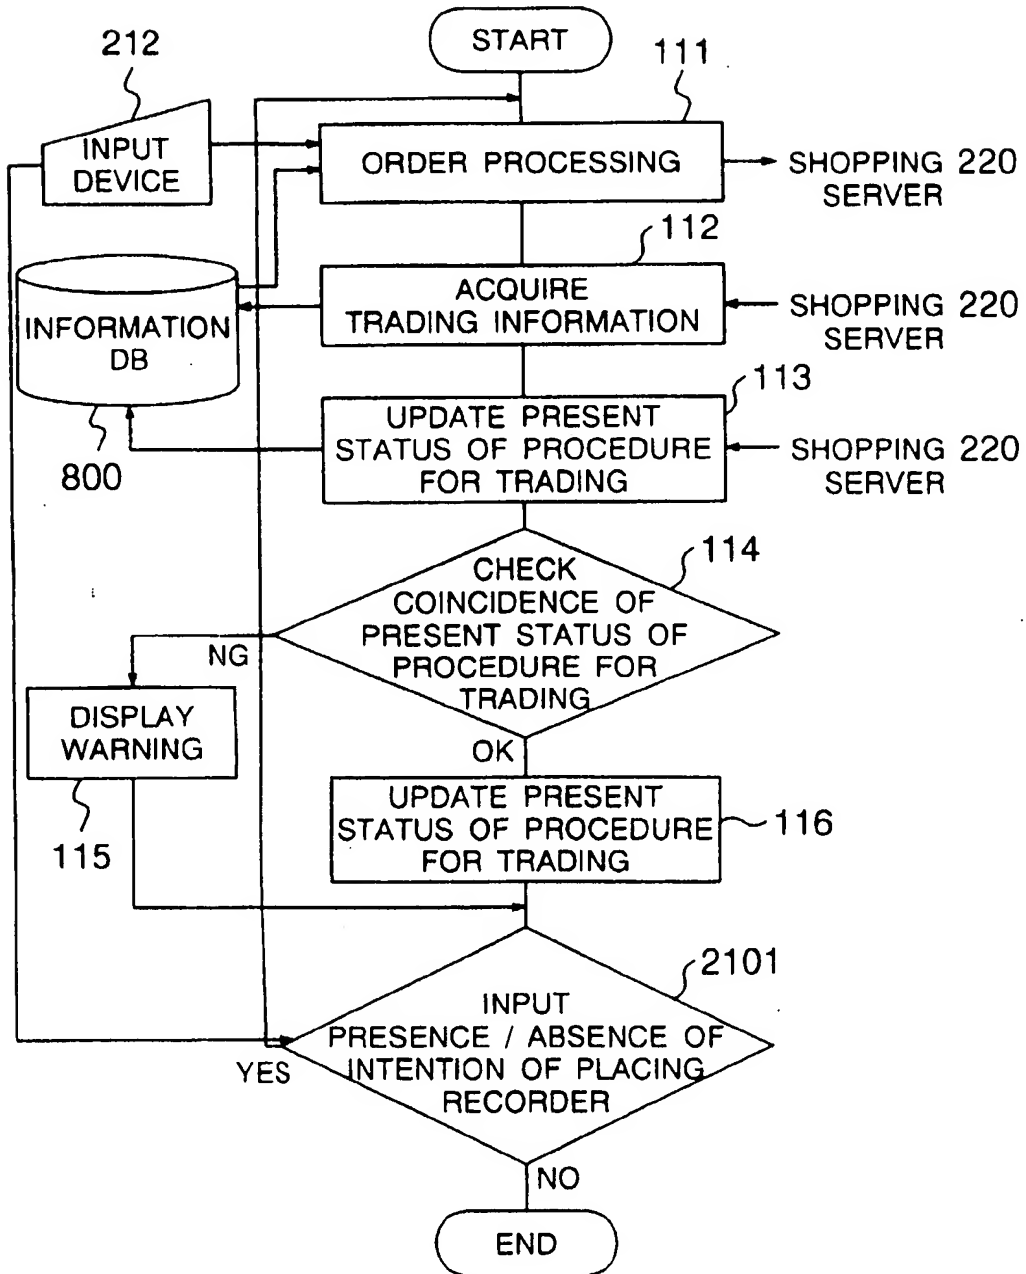 START
212
111
INPUT
DEVICE
ORDER PROCESSING
SHOPPING 220
SERVER
112
ACQUIRE
TRADING INFORMATION
SHOPPING 220
SERVER
INFORMATION
DB
800
113
UPDATE PRESENT
STATUS OF PROCEDURE
FOR TRADING
SHOPPING 220
SERVER
114
CHECK
COINCIDENCE OF
PRESENT STATUS OF
PROCEDURE FOR
TRADING
NG
DISPLAY
WARNING
115
OK
UPDATE PRESENT
STATUS OF PROCEDURE
FOR TRADING
116
2101
INPUT
PRESENCE / ABSENCE OF
INTENTION OF PLACING
RECORDER
YES
NO
END